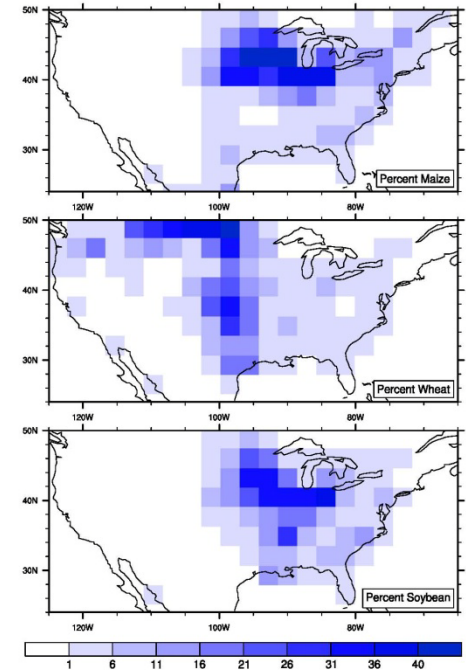 50N
40N
30N
Percent Maize
120W 100W 80W
50N
40N
30N
Percent Wheat
120W 100W 80W
50N
40N
30N
Percent Soybean
120W 100W 80W
1 6 11 16 21 26 31 36 40